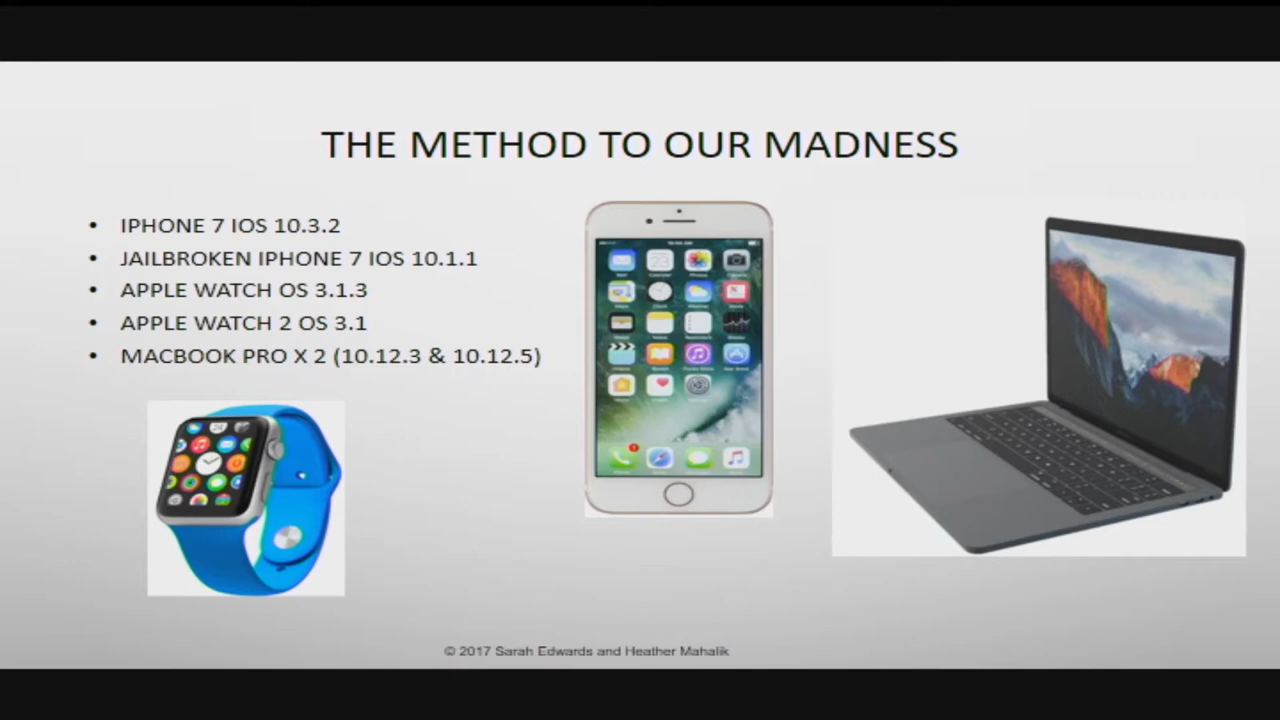 THE METHOD TO OUR MADNESS
• IPHONE 7 IOS 10.3.2
• JAILBROKEN IPHONE 7 IOS 10.1.1
• APPLE WATCH OS 3.1.3
• APPLE WATCH 2 OS 3.1
• MACBOOK PRO X 2 (10.12.3 & 10.12.5)
23
© 2017 Sarah Edwards and Heather Mahalik